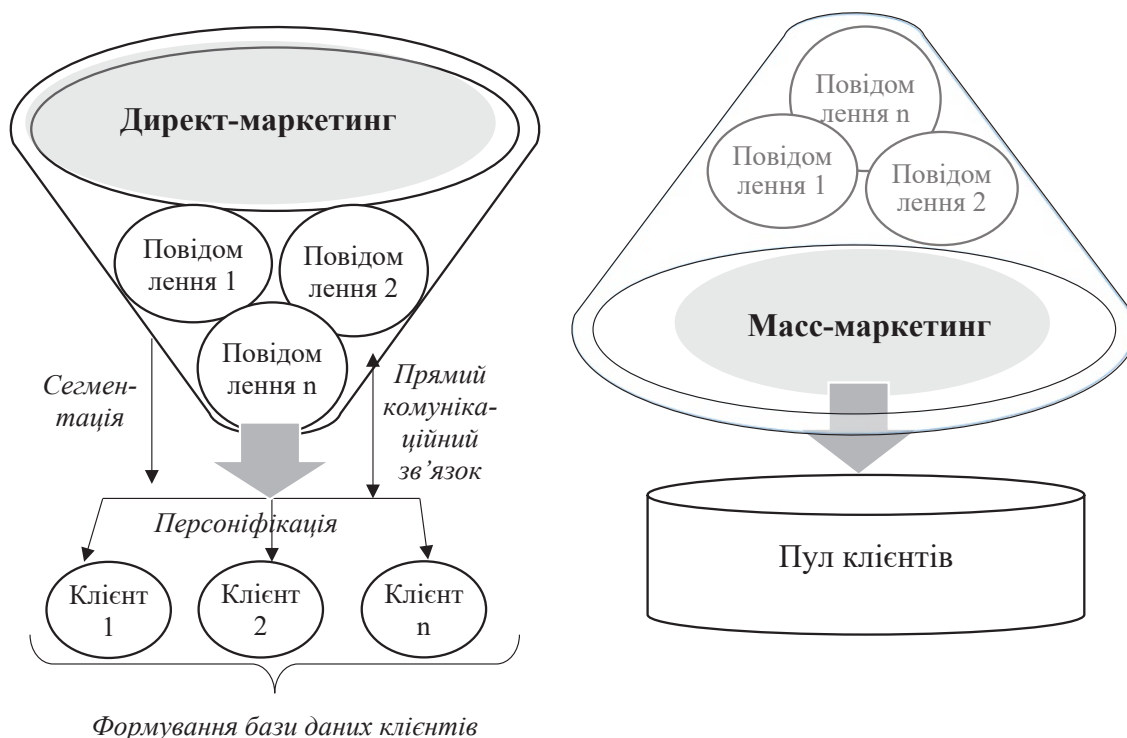 Директ-маркетинг
Повідом
лення 1
Повідом
лення 2
Повідом
лення n
Сегмен-
тація
Прямий
комуніка-
ційний
зв’язок
Персоніфікація
Клієнт
1
Клієнт
2
Клієнт
n
Формування бази даних клієнтів
Повідом
лення n
Повідом
лення 1
Повідом
лення 2
Масс-маркетинг
Пул клієнтів